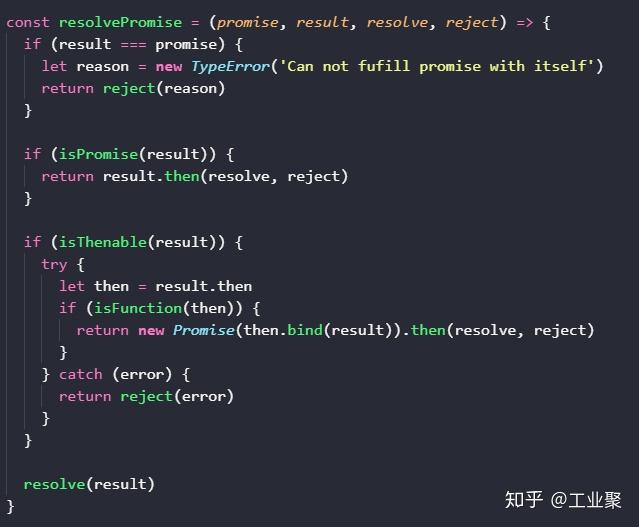 const resolvePromise = (promise, result, resolve, reject) => {
  if (result === promise) {
    let reason = new TypeError('Can not fufill promise with itself')
    return reject(reason)
  }

  if (isPromise(result)) {
    return result.then(resolve, reject)
  }

  if (isThenable(result)) {
    try {
      let then = result.then
      if (isFunction(then)) {
        return new Promise(then.bind(result)).then(resolve, reject)
      }
    } catch (error) {
      return reject(error)
    }
  }

  resolve(result)
}
知乎 @工业聚